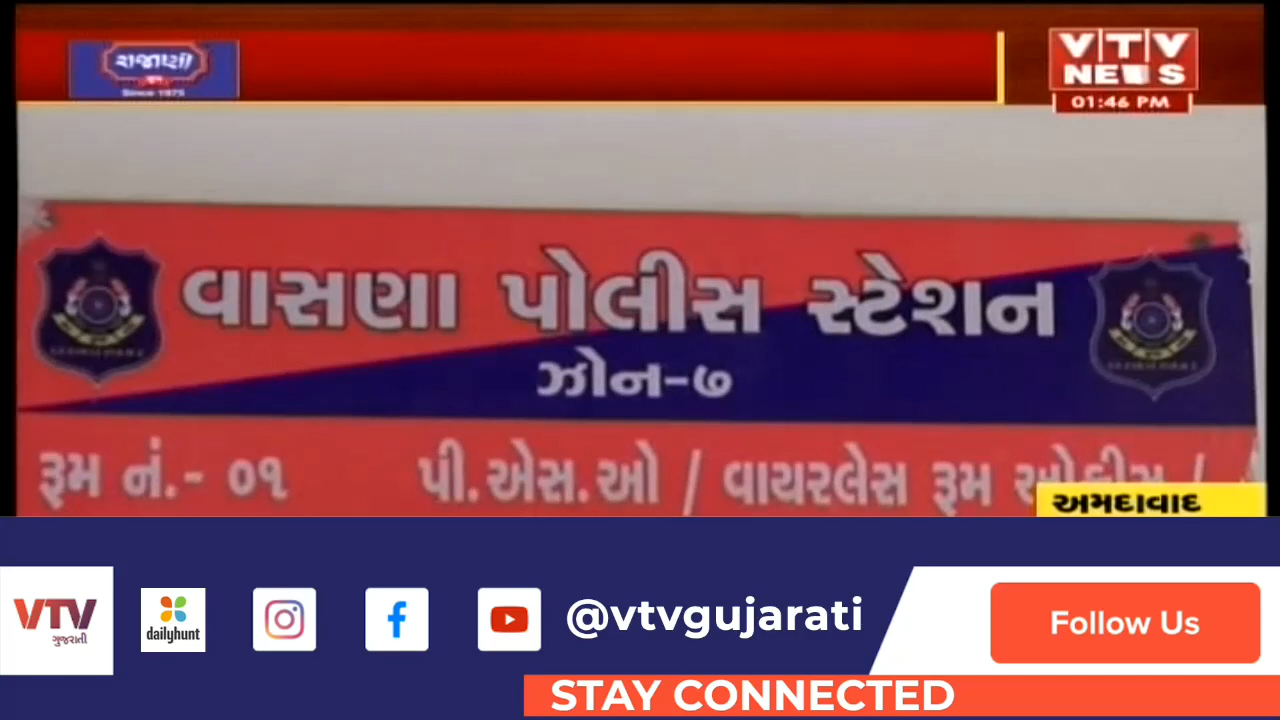 રાજાણી
Since 1975
VTV
NEWS
01:46 PM
વાસણા પોલીસ સ્ટેશન
ઝોન-૭
રૂમ નં.- ૦૧ પી.એસ.ઓ / વાયરલેસ રૂમ ઓફીસ /
અમદાવાદ
VTV
ગુજરાતી
dailyhunt
@vtvgujarati
Follow Us
STAY CONNECTED